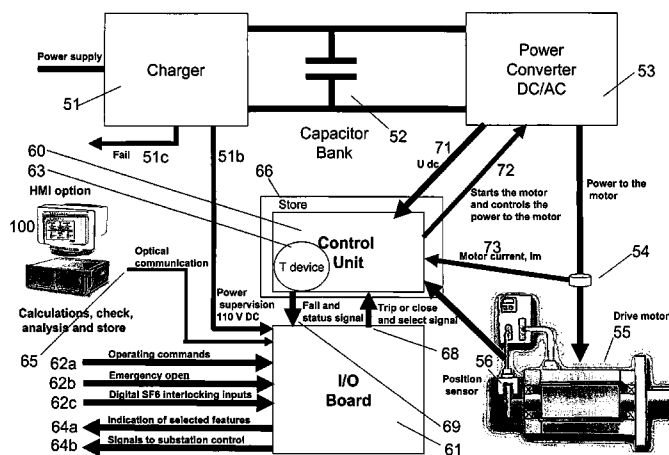 Power supply
Charger
51
Power
Converter
DC/AC
53
Capacitor
Bank
52
Fail
51c
51b
71
U dc
72
Starts the motor
and controls the
power to the motor
Power to the
motor
60
63
66
Store
HMI option
100
Control
Unit
T device
73
Motor current, Im
54
Optical
communication
Calculations, check,
analysis and store
65
Power
supervision
110 V DC
Fail and
status signal
Trip or close
and select signal
68
56
Position
sensor
Drive motor
55
62a
Operating commands
62b
Emergency open
62c
Digital SF6 interlocking inputs
64a
Indication of selected features
64b
Signals to substation control
I/O
Board
69
61